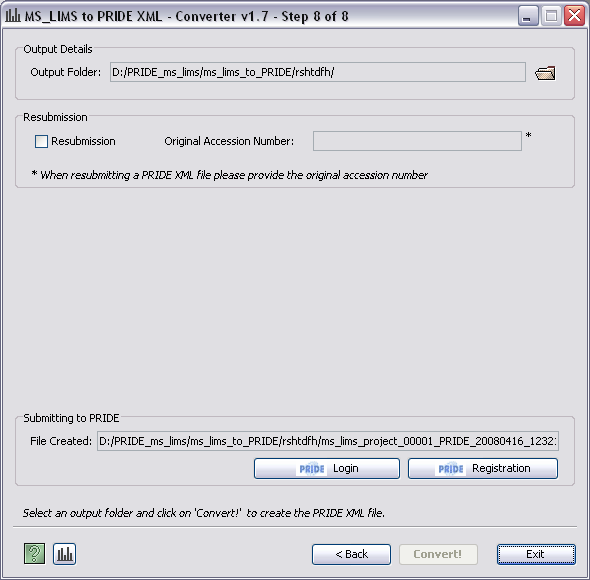 MS_LIMS to PRIDE XML - Converter v1.7 - Step 8 of 8
Output Details
Output Folder: D:/PRIDE_ms_lims/ms_lims_to_PRIDE/rshtdfh/
Resubmission
Resubmission Original Accession Number: *
* When resubmitting a PRIDE XML file please provide the original accession number
Submitting to PRIDE
File Created: D:/PRIDE_ms_lims/ms_lims_to_PRIDE/rshtdfh/ms_lims_project_00001_PRIDE_20080416_1232
PRIDE Login PRIDE Registration
Select an output folder and click on 'Convert!' to create the PRIDE XML file.
? < Back Convert! Exit